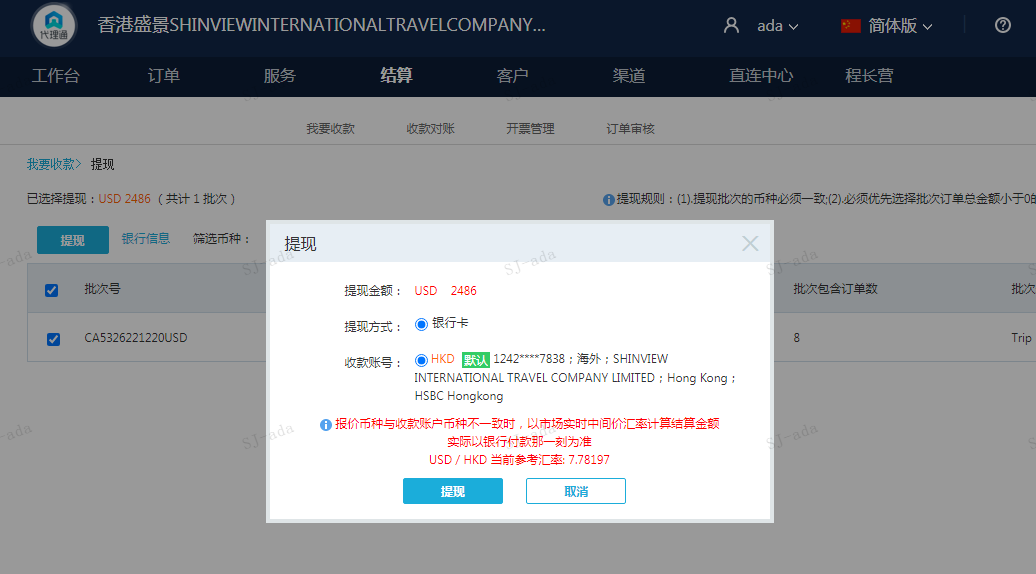 代理通
香港盛景SHINVIEWINTERNATIONALTRAVELCOMPANY...
ada
简体版
工作台 订单 服务 结算 客户 渠道 直连中心 程长营
我要收款 收款对账 开票管理 订单审核
我要收款> 提现
已选择提现：USD 2486 （ 共计 1 批次 ）
提现规则：(1).提现批次的币种必须一致;(2).必须优先选择批次订单总金额小于0的
提现 银行信息 筛选币种：
批次号 批次包含订单数 批次
CA5326221220USD 8 Trip
提现
提现金额： USD 2486
提现方式： 银行卡
收款账号： HKD 默认 1242****7838；海外；SHINVIEW
INTERNATIONAL TRAVEL COMPANY LIMITED；Hong Kong；
HSBC Hongkong
报价币种与收款账户币种不一致时，以市场实时中间价汇率计算结算金额
实际以银行付款那一刻为准
USD / HKD 当前参考汇率: 7.78197
提现 取消
SJ-ada
SJ-ada
SJ-ada
SJ-ada
SJ-ada